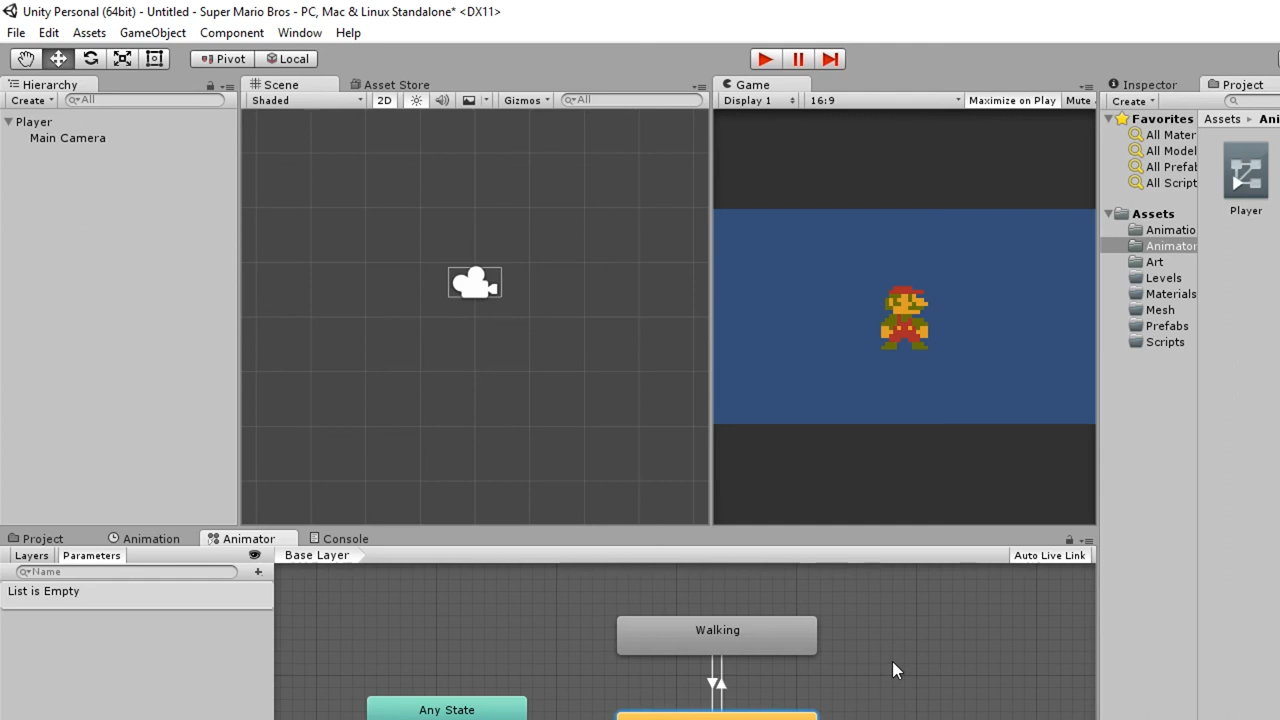 Unity Personal (64bit) - Untitled - Super Mario Bros - PC, Mac & Linux Standalone* <DX11>
File Edit Assets GameObject Component Window Help
Pivot Local
Hierarchy Scene Asset Store Game Inspector Project
Create All Shaded 2D Gizmos All Display 1 16:9 Maximize on Play Mute Create
Player
Main Camera
Favorites
All Mater
All Model
All Prefab
All Script
Assets
Animatio
Animator
Art
Levels
Materials
Mesh
Prefabs
Scripts
Assets Ani
Player
Project Animation Animator Console
Layers Parameters Base Layer Auto Live Link
Name
List is Empty
Walking
Any State